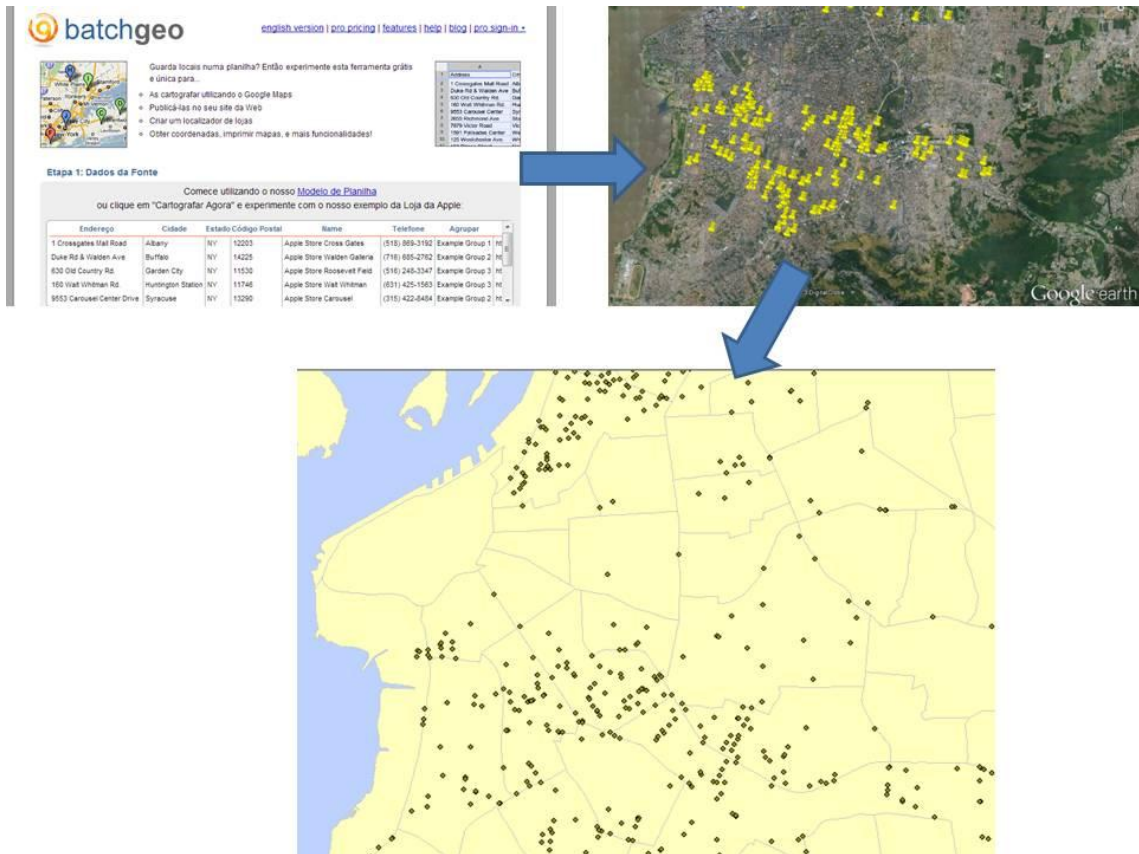 batchgeo
english version | pro pricing | features | help | blog | pro sign-in
Guarda locais numa planilha? Então experimente esta ferramenta grátis
e única para...
As cartografar utilizando o Google Maps
Publicá-las no seu site da Web
Criar um localizador de lojas
Obter coordenadas, imprimir mapas, e mais funcionalidades!
Etapa 1: Dados da Fonte
Comece utilizando o nosso Modelo de Planilha
ou clique em "Cartografar Agora" e experimente com o nosso exemplo da Loja da Apple:
Endereço Cidade Estado Código Postal Name Telefone Agrupar
1 Crossgates Mall Road Albany NY 12203 Apple Store Cross Gates (518) 869-3192 Example Group 1
Duke Rd & Walden Ave Buffalo NY 14225 Apple Store Walden Galleria (716) 685-2762 Example Group 2
630 Old Country Rd. Garden City NY 11530 Apple Store Roosevelt Field (516) 248-3347 Example Group 3
160 Walt Whitman Rd. Huntington Station NY 11746 Apple Store Walt Whitman (631) 425-1563 Example Group 3
9553 Carousel Center Drive Syracuse NY 13290 Apple Store Carousel (315) 422-8484 Example Group 2
Google earth